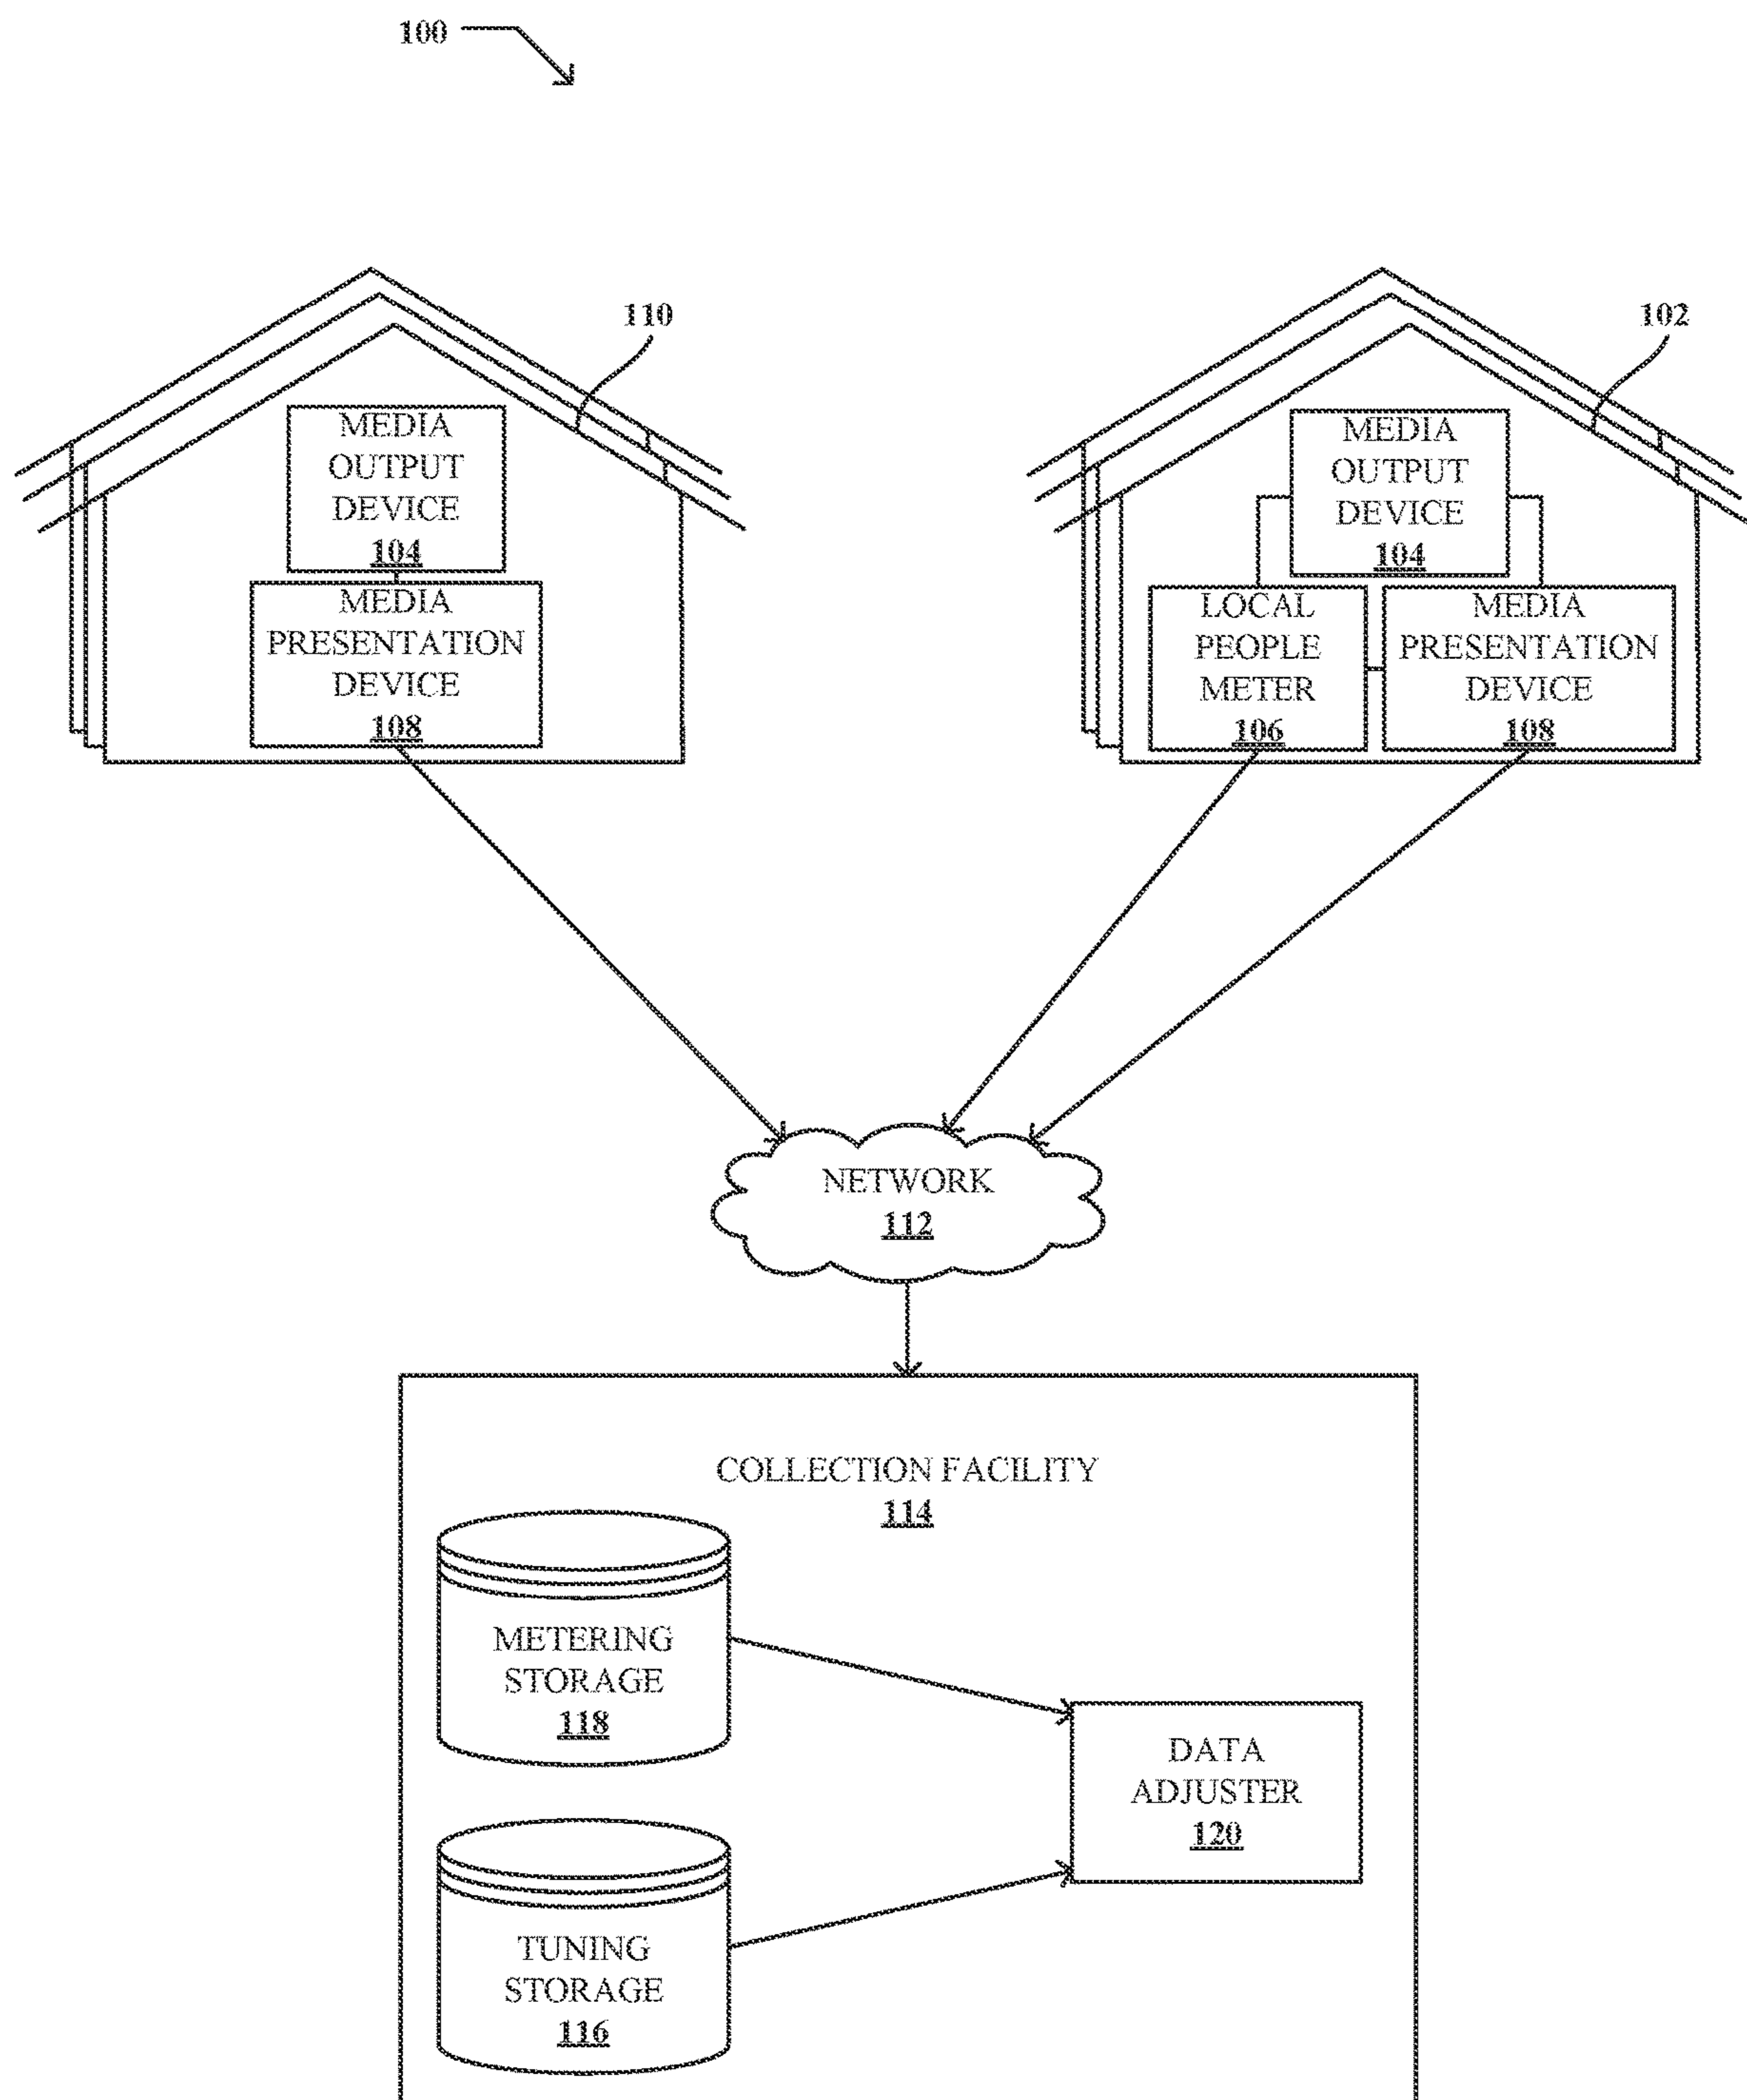 100
110
102
MEDIA
OUTPUT
DEVICE
104
MEDIA
PRESENTATION
DEVICE
108
MEDIA
OUTPUT
DEVICE
104
LOCAL
PEOPLE
METER
106
MEDIA
PRESENTATION
DEVICE
108
NETWORK
112
COLLECTION FACILITY
114
METERING
STORAGE
118
DATA
ADJUSTER
120
TUNING
STORAGE
116